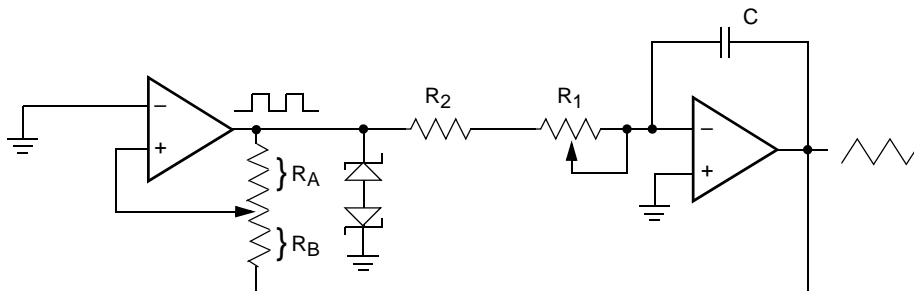 C
R2
R1
–
+
–
+
} RA
} RB